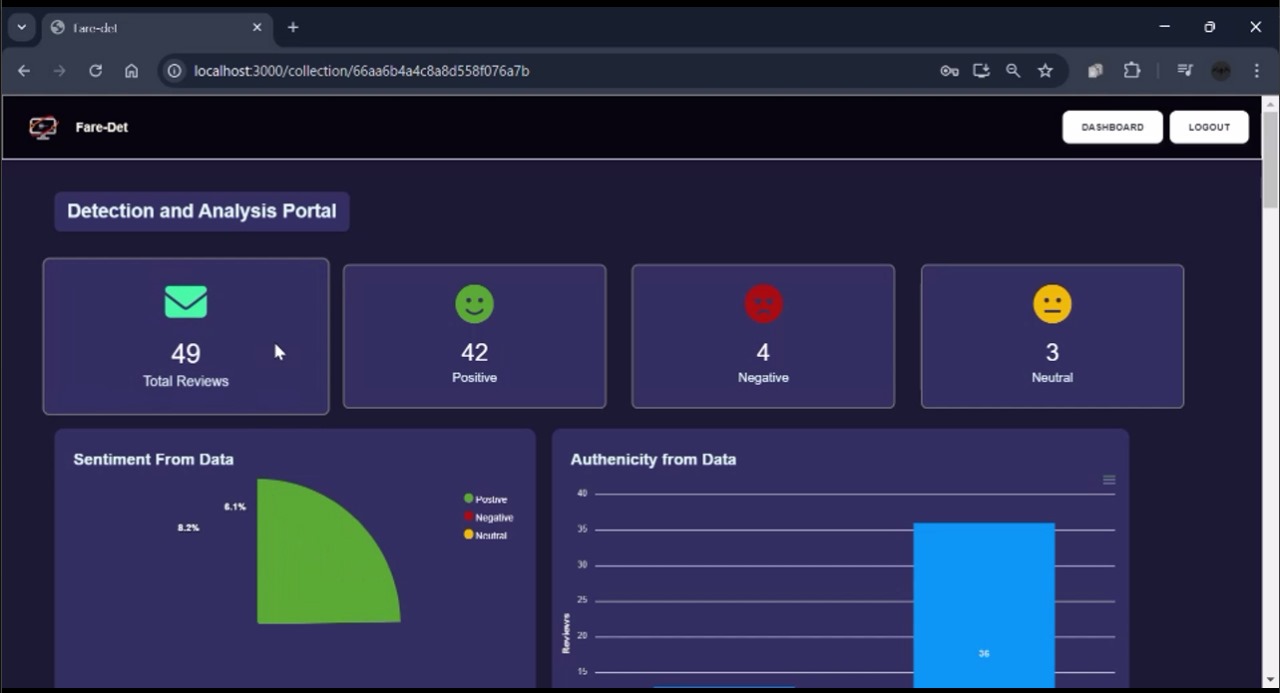 Fare-det
localhost:3000/collection/66aa6b4a4c8a8d558f076a7b
Fare-Det
DASHBOARD
LOGOUT
Detection and Analysis Portal
49
Total Reviews
42
Positive
4
Negative
3
Neutral
Sentiment From Data
6.1%
8.2%
Postive
Negative
Neutral
Authenicity from Data
40
35
30
25
20
15
Reviews
36